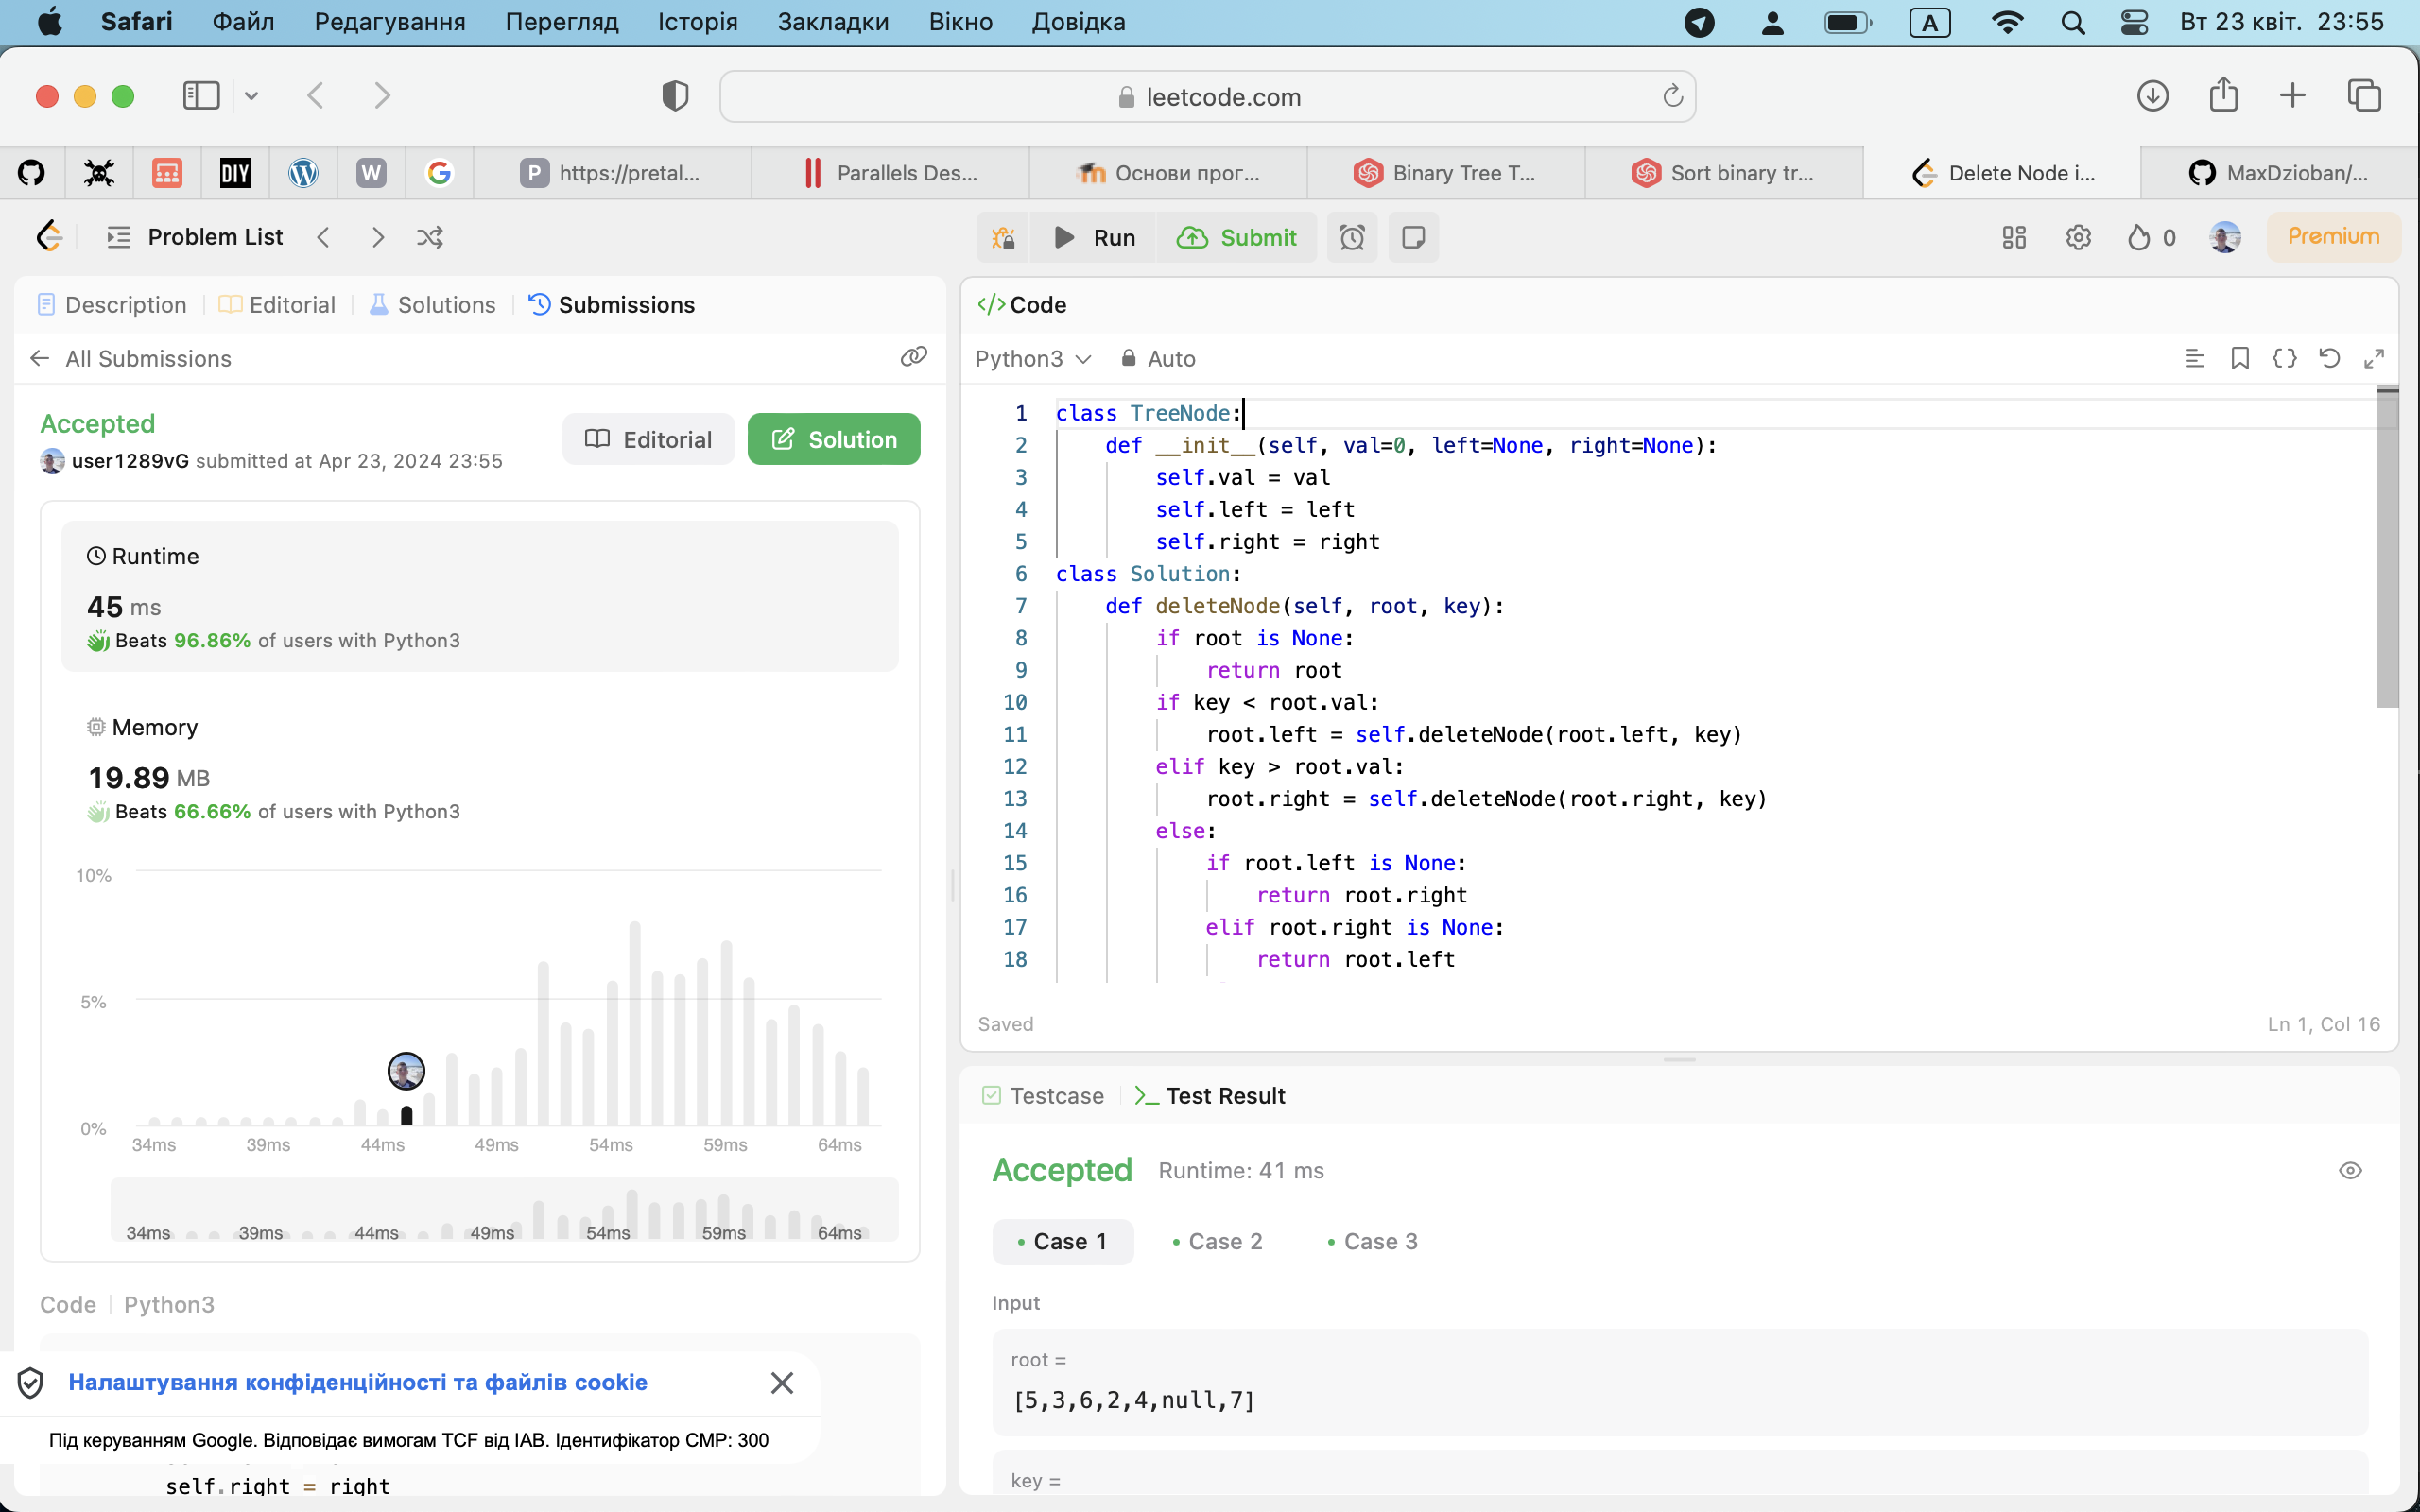 Safari Файл Редагування Перегляд Історія Закладки Вікно Довідка A Вт 23 квіт. 23:55
leetcode.com
DIY W P https://pretal... Parallels Des... Основи прог... Binary Tree T... Sort binary tr... Delete Node i... MaxDzioban/...
Problem List Run Submit 0 Premium
Description Editorial Solutions Submissions
All Submissions
Accepted
user1289vG submitted at Apr 23, 2024 23:55
Editorial Solution
Runtime
45 ms
Beats 96.86% of users with Python3
Memory
19.89 MB
Beats 66.66% of users with Python3
10%
5%
0%
34ms 39ms 44ms 49ms 54ms 59ms 64ms
34ms 39ms 44ms 49ms 54ms 59ms 64ms
Code Python3
Налаштування конфіденційності та файлів cookie
Під керуванням Google. Відповідає вимогам TCF від IAB. Ідентифікатор CMP: 300
self.right = right
</> Code
Python3 Auto
1 class TreeNode:
2 def __init__(self, val=0, left=None, right=None):
3 self.val = val
4 self.left = left
5 self.right = right
6 class Solution:
7 def deleteNode(self, root, key):
8 if root is None:
9 return root
10 if key < root.val:
11 root.left = self.deleteNode(root.left, key)
12 elif key > root.val:
13 root.right = self.deleteNode(root.right, key)
14 else:
15 if root.left is None:
16 return root.right
17 elif root.right is None:
18 return root.left
Saved Ln 1, Col 16
Testcase Test Result
Accepted Runtime: 41 ms
Case 1 Case 2 Case 3
Input
root =
[5,3,6,2,4,null,7]
key =